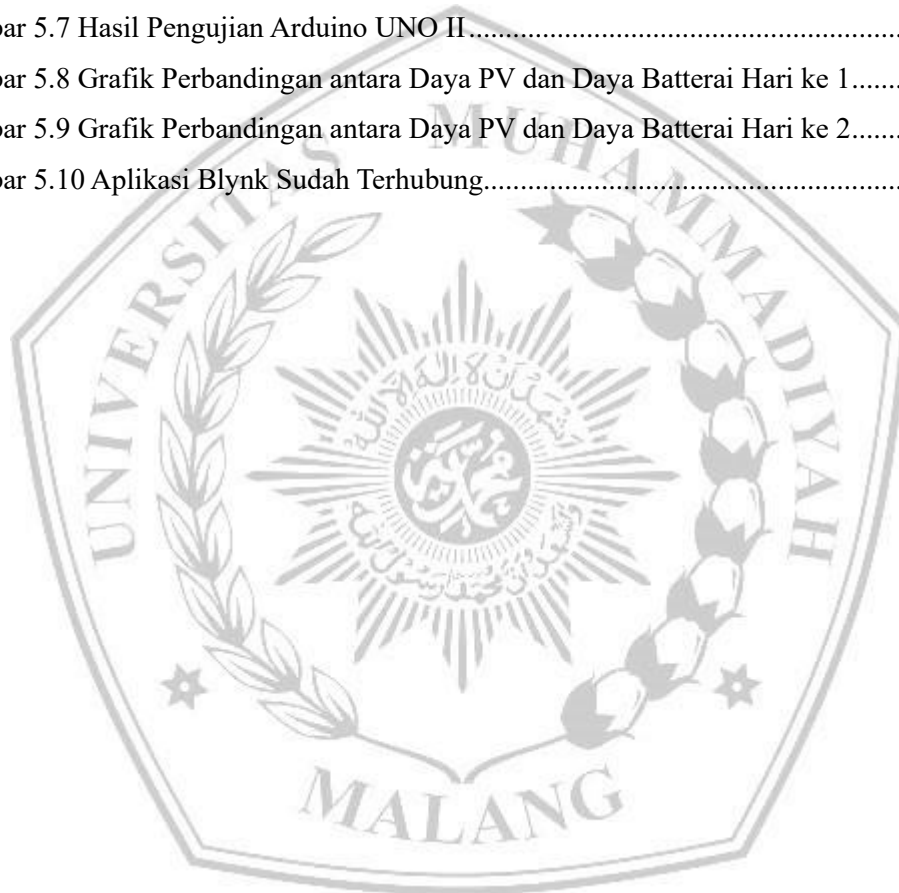 bar 5.7 Hasil Pengujian Arduino UNO II................................................................
bar 5.8 Grafik Perbandingan antara Daya PV dan Daya Batterai Hari ke 1.......
bar 5.9 Grafik Perbandingan antara Daya PV dan Daya Batterai Hari ke 2.......
bar 5.10 Aplikasi Blynk Sudah Terhubung..............................................................
UNIVERSITAS MUHAMMADIYAH
MALANG